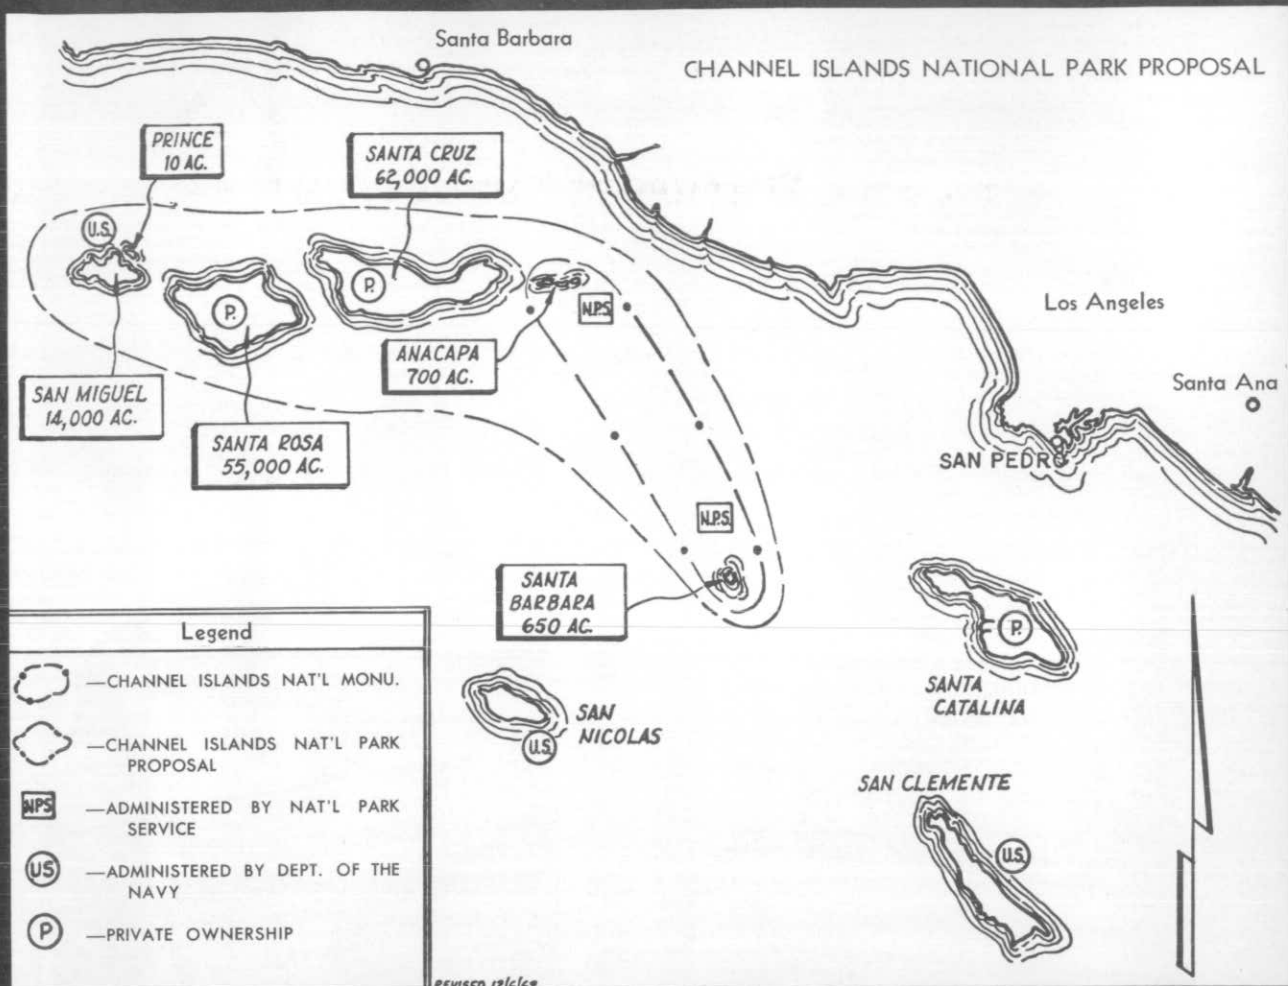 Santa Barbara
CHANNEL ISLANDS NATIONAL PARK PROPOSAL
PRINCE
10 AC.
SANTA CRUZ
62,000 AC.
U.S.
P.
P.
N.P.S.
Los Angeles
ANACAPA
700 AC.
SAN MIGUEL
14,000 AC.
Santa Ana
SANTA ROSA
55,000 AC.
SAN PEDRO
N.P.S.
SANTA
BARBARA
650 AC.
P.
SANTA
CATALINA
SAN
NICOLAS
U.S.
SAN CLEMENTE
U.S.
Legend
—CHANNEL ISLANDS NAT'L MONU.
—CHANNEL ISLANDS NAT'L PARK
PROPOSAL
NPS —ADMINISTERED BY NAT'L PARK
SERVICE
US —ADMINISTERED BY DEPT. OF THE
NAVY
P —PRIVATE OWNERSHIP
REVISED